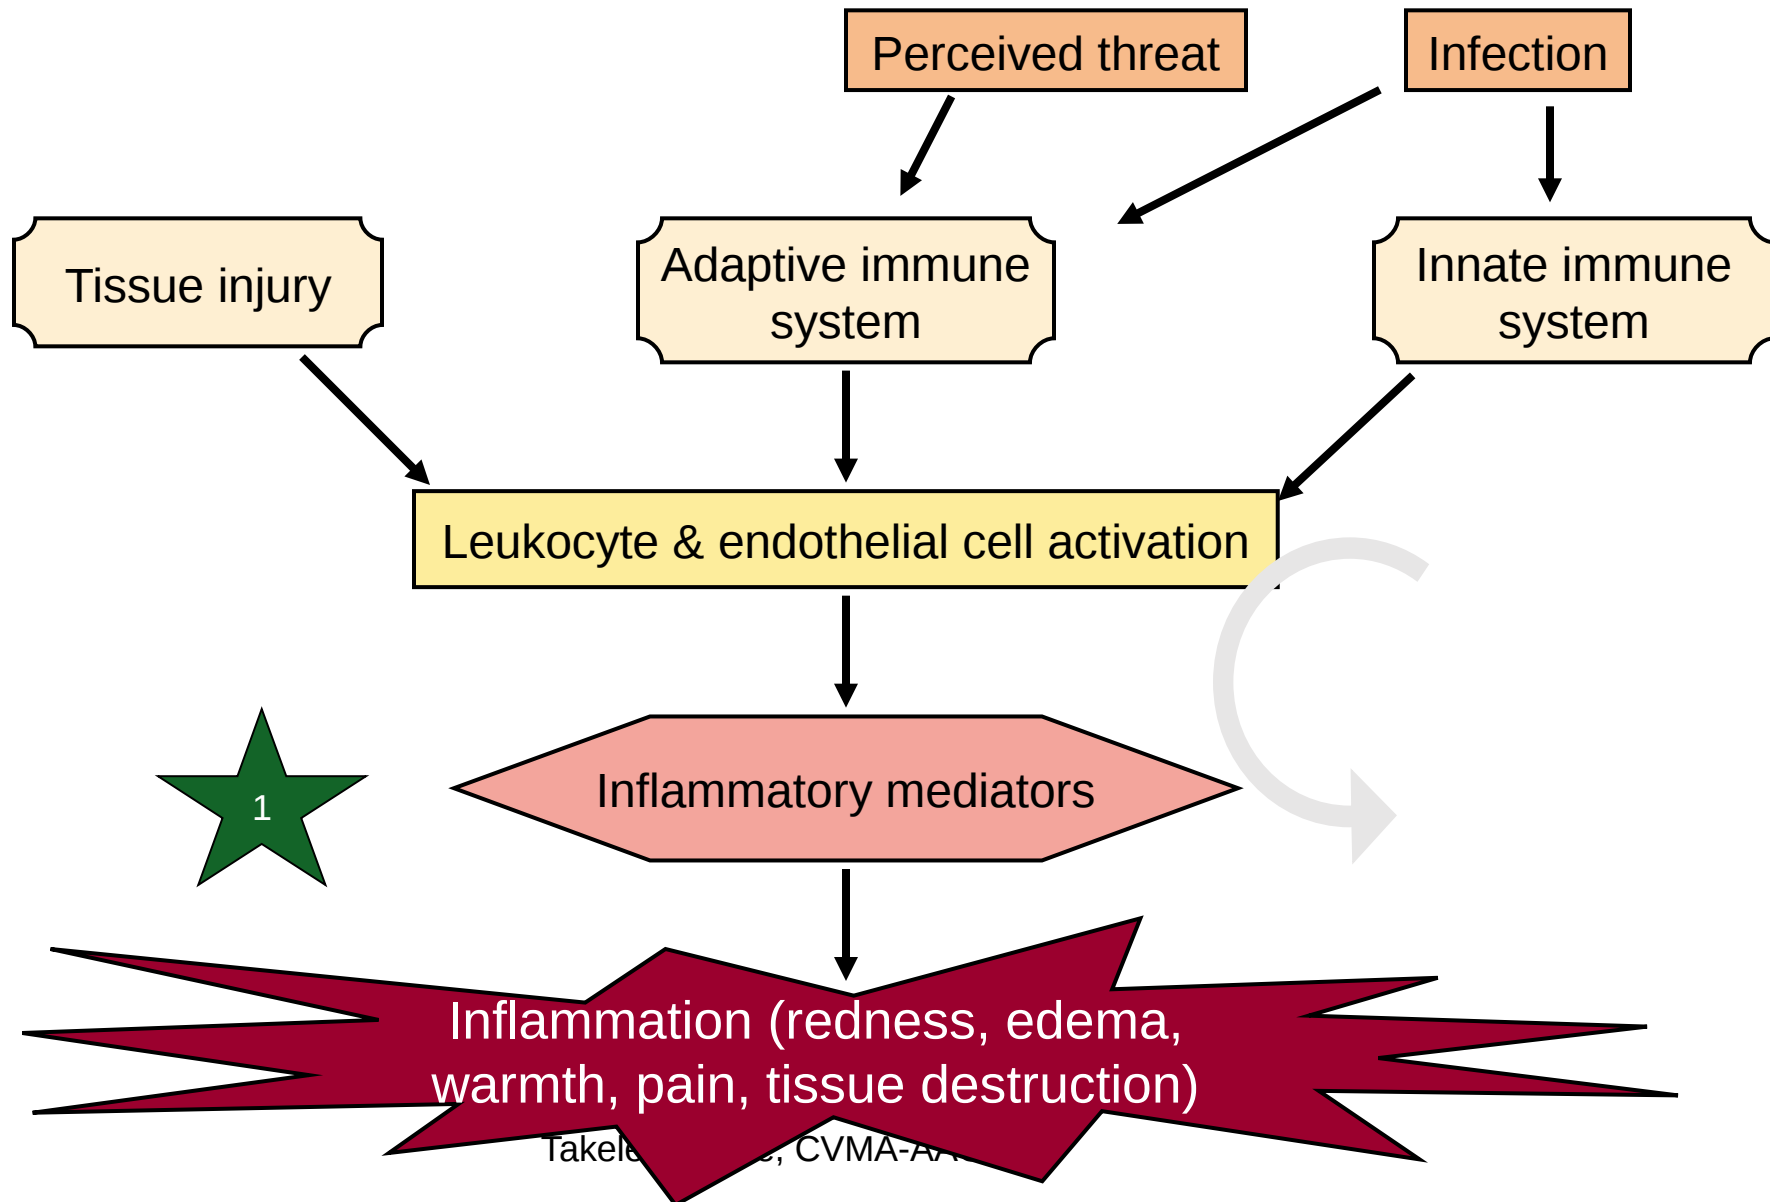 Perceived threat
Infection
Tissue injury
Adaptive immune
system
Innate immune
system
Leukocyte & endothelial cell activation
1
Inflammatory mediators
Inflammation (redness, edema,
warmth, pain, tissue destruction)
CVMA-